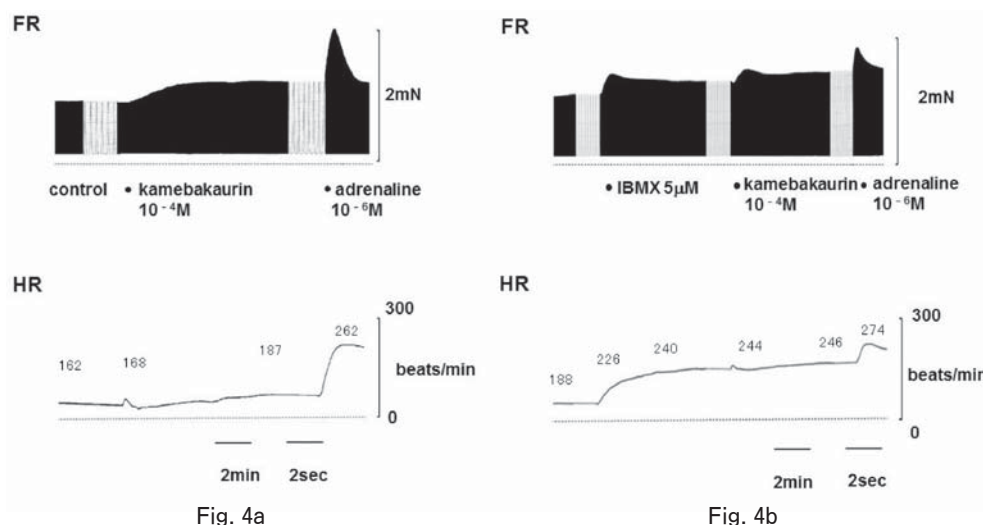 FR
2mN
control • kamebakaurin • adrenaline
10⁻⁴M 10⁻⁶M
HR
300
162 168 187 262
beats/min
0
2min 2sec
Fig. 4a
FR
2mN
• IBMX 5µM • kamebakaurin • adrenaline
10⁻⁴M 10⁻⁶M
HR
300
188 226 240 244 246 274
beats/min
0
2min 2sec
Fig. 4b